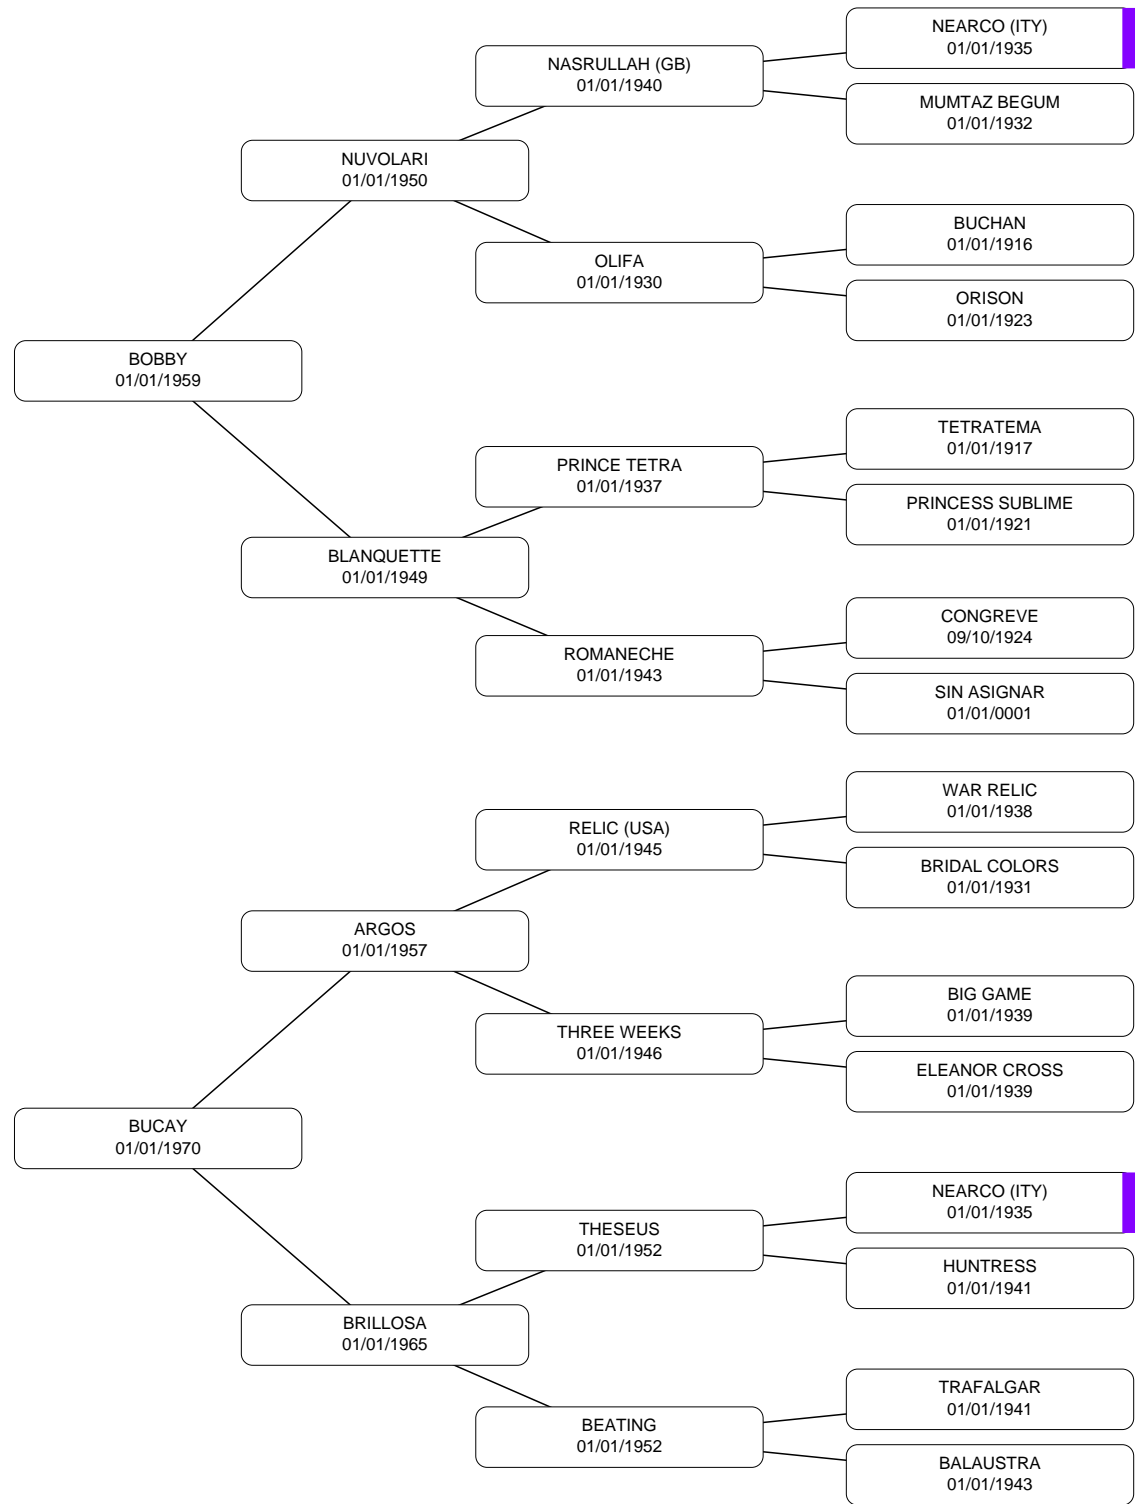 NEARCO (ITY)
01/01/1935
NASRULLAH (GB)
01/01/1940
MUMTAZ BEGUM
01/01/1932
NUVOLARI
01/01/1950
BUCHAN
01/01/1916
OLIFA
01/01/1930
ORISON
01/01/1923
BOBBY
01/01/1959
TETRATEMA
01/01/1917
PRINCE TETRA
01/01/1937
PRINCESS SUBLIME
01/01/1921
BLANQUETTE
01/01/1949
CONGREVE
09/10/1924
ROMANECHE
01/01/1943
SIN ASIGNAR
01/01/0001
WAR RELIC
01/01/1938
RELIC (USA)
01/01/1945
BRIDAL COLORS
01/01/1931
ARGOS
01/01/1957
BIG GAME
01/01/1939
THREE WEEKS
01/01/1946
ELEANOR CROSS
01/01/1939
BUCAY
01/01/1970
NEARCO (ITY)
01/01/1935
THESEUS
01/01/1952
HUNTRESS
01/01/1941
BRILLOSA
01/01/1965
TRAFALGAR
01/01/1941
BEATING
01/01/1952
BALAUSTRA
01/01/1943